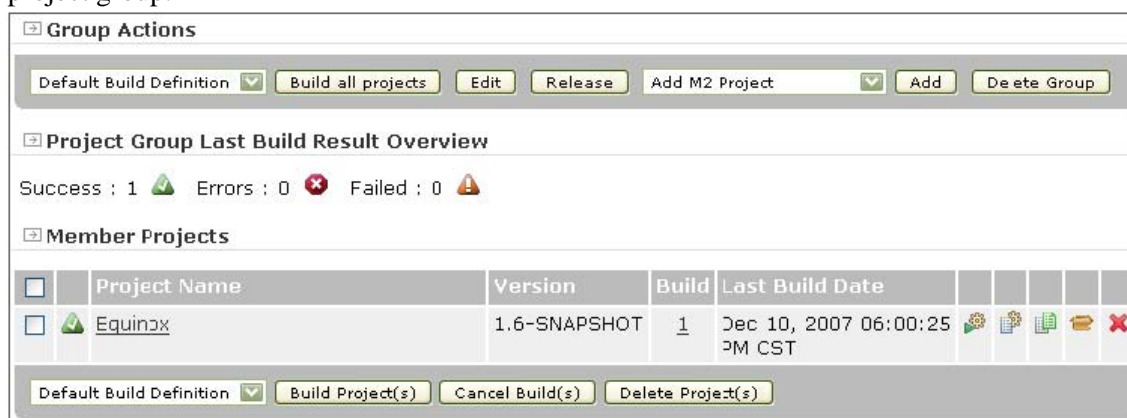 Group Actions
Default Build Definition Build all projects Edit Release Add M2 Project Add Delete Group
Project Group Last Build Result Overview
Success : 1 Errors : 0 Failed : 0
Member Projects
Project Name Version Build Last Build Date
Equinox 1.6-SNAPSHOT 1 Dec 10, 2007 06:00:25
PM CST
Default Build Definition Build Project(s) Cancel Build(s) Delete Project(s)